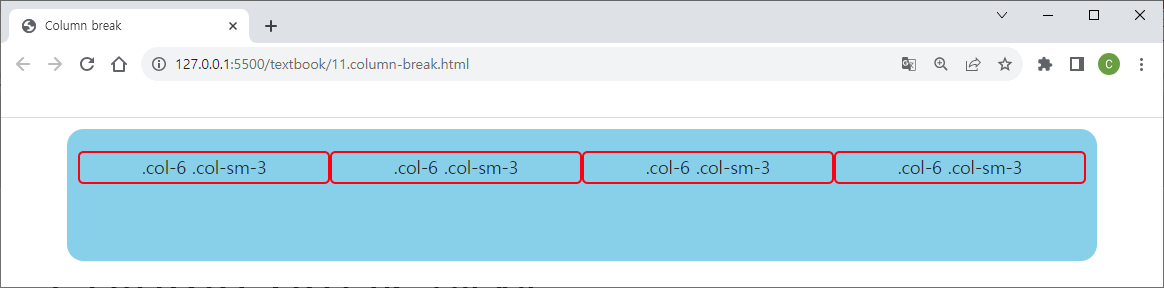 Column break
127.0.0.1:5500/textbook/11.column-break.html
C
.col-6 .col-sm-3 .col-6 .col-sm-3 .col-6 .col-sm-3 .col-6 .col-sm-3